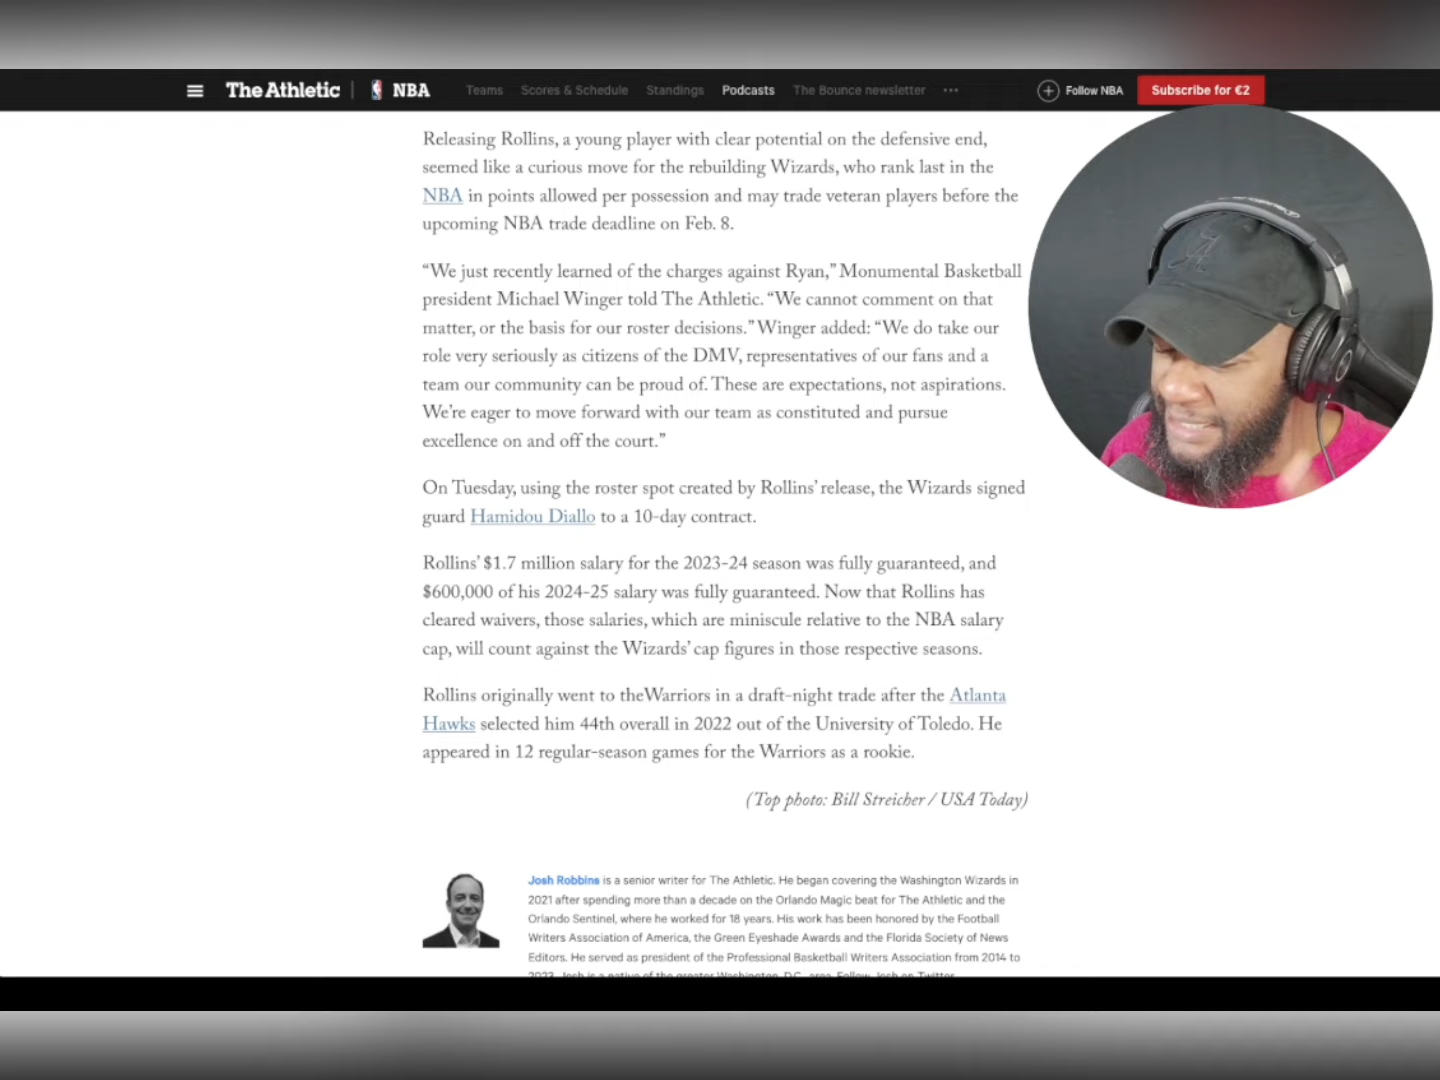 The Athletic | NBA Teams Scores & Schedule Standings Podcasts The Bounce newsletter ••• Follow NBA Subscribe for €2
Releasing Rollins, a young player with clear potential on the defensive end,
seemed like a curious move for the rebuilding Wizards, who rank last in the
NBA in points allowed per possession and may trade veteran players before the
upcoming NBA trade deadline on Feb. 8.
“We just recently learned of the charges against Ryan,” Monumental Basketball
president Michael Winger told The Athletic. “We cannot comment on that
matter, or the basis for our roster decisions.” Winger added: “We do take our
role very seriously as citizens of the DMV, representatives of our fans and a
team our community can be proud of. These are expectations, not aspirations.
We’re eager to move forward with our team as constituted and pursue
excellence on and off the court.”
On Tuesday, using the roster spot created by Rollins’ release, the Wizards signed
guard Hamidou Diallo to a 10-day contract.
Rollins’ $1.7 million salary for the 2023-24 season was fully guaranteed, and
$600,000 of his 2024-25 salary was fully guaranteed. Now that Rollins has
cleared waivers, those salaries, which are miniscule relative to the NBA salary
cap, will count against the Wizards’ cap figures in those respective seasons.
Rollins originally went to theWarriors in a draft-night trade after the Atlanta
Hawks selected him 44th overall in 2022 out of the University of Toledo. He
appeared in 12 regular-season games for the Warriors as a rookie.
(Top photo: Bill Streicher / USA Today)
Josh Robbins is a senior writer for The Athletic. He began covering the Washington Wizards in
2021 after spending more than a decade on the Orlando Magic beat for The Athletic and the
Orlando Sentinel, where he worked for 18 years. His work has been honored by the Football
Writers Association of America, the Green Eyeshade Awards and the Florida Society of News
Editors. He served as president of the Professional Basketball Writers Association from 2014 to
2023. Josh is a native of the greater Washington, D.C., area. Follow Josh on Twitter